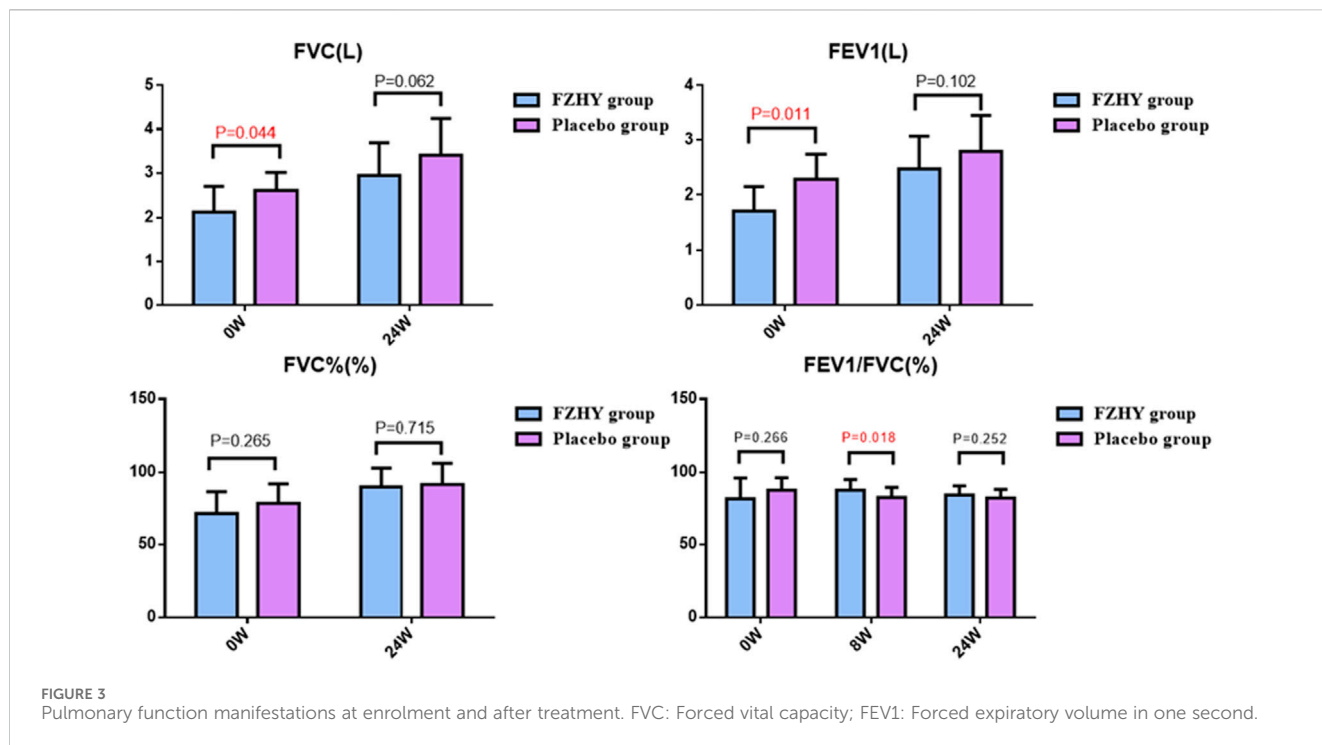 FVC(L)
5
4
3
2
1
0
P=0.044
P=0.062
0W
24W
FZHY group
Placebo group
FEV1(L)
4
3
2
1
0
P=0.011
P=0.102
0W
24W
FZHY group
Placebo group
FVC%(%)
150
100
50
0
P=0.265
P=0.715
0W
24W
FZHY group
Placebo group
FEV1/FVC(%)
150
100
50
0
P=0.266
P=0.018
P=0.252
0W
8W
24W
FZHY group
Placebo group
FIGURE 3
Pulmonary function manifestations at enrolment and after treatment. FVC: Forced vital capacity; FEV1: Forced expiratory volume in one second.